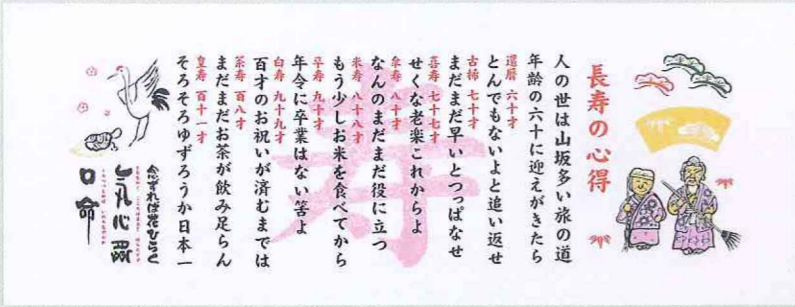 長寿の心得
人の世は山坂多い旅の道
年齢の六十に迎えがきたら
還暦 六十才
とんでもないよと追い返せ
古稀 七十才
まだまだ早いとつっぱなせ
喜寿 七十七才
せくな老楽これからよ
傘寿 八十才
なんのまだまだ役に立つ
米寿 八十八才
もう少しお米を食べてから
卒寿 九十才
年令に卒業はない筈よ
白寿 九十九才
百才のお祝いが済むまでは
茶寿 百八才
まだまだお茶が飲み足らん
皇寿 百十一才
そろそろゆずろうか日本一
寿
念ずれば花ひらく